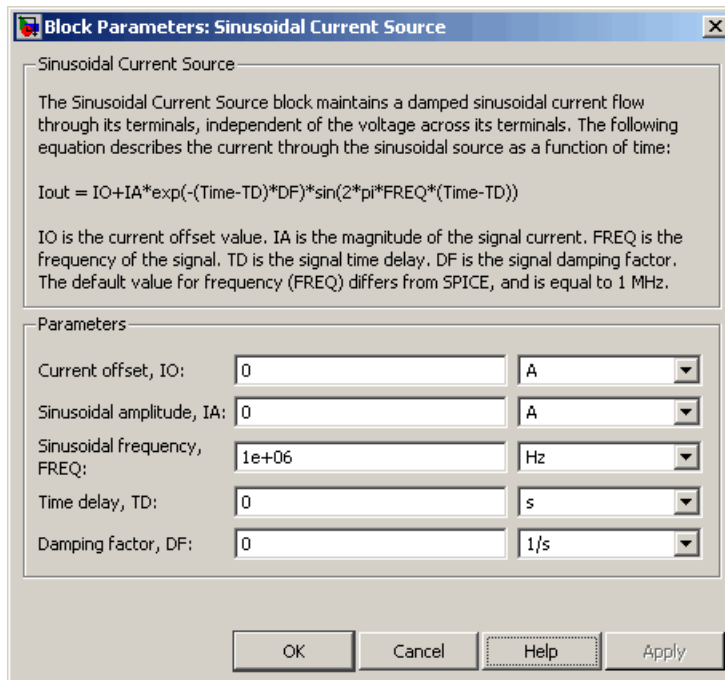 Block Parameters: Sinusoidal Current Source
Sinusoidal Current Source
The Sinusoidal Current Source block maintains a damped sinusoidal current flow
through its terminals, independent of the voltage across its terminals. The following
equation describes the current through the sinusoidal source as a function of time:
Iout = IO+IA*exp(-(Time-TD)*DF)*sin(2*pi*FREQ*(Time-TD))
IO is the current offset value. IA is the magnitude of the signal current. FREQ is the
frequency of the signal. TD is the signal time delay. DF is the signal damping factor.
The default value for frequency (FREQ) differs from SPICE, and is equal to 1 MHz.
Parameters
Current offset, IO: 0 A
Sinusoidal amplitude, IA: 0 A
Sinusoidal frequency,
FREQ: 1e+06 Hz
Time delay, TD: 0 s
Damping factor, DF: 0 1/s
OK Cancel Help Apply